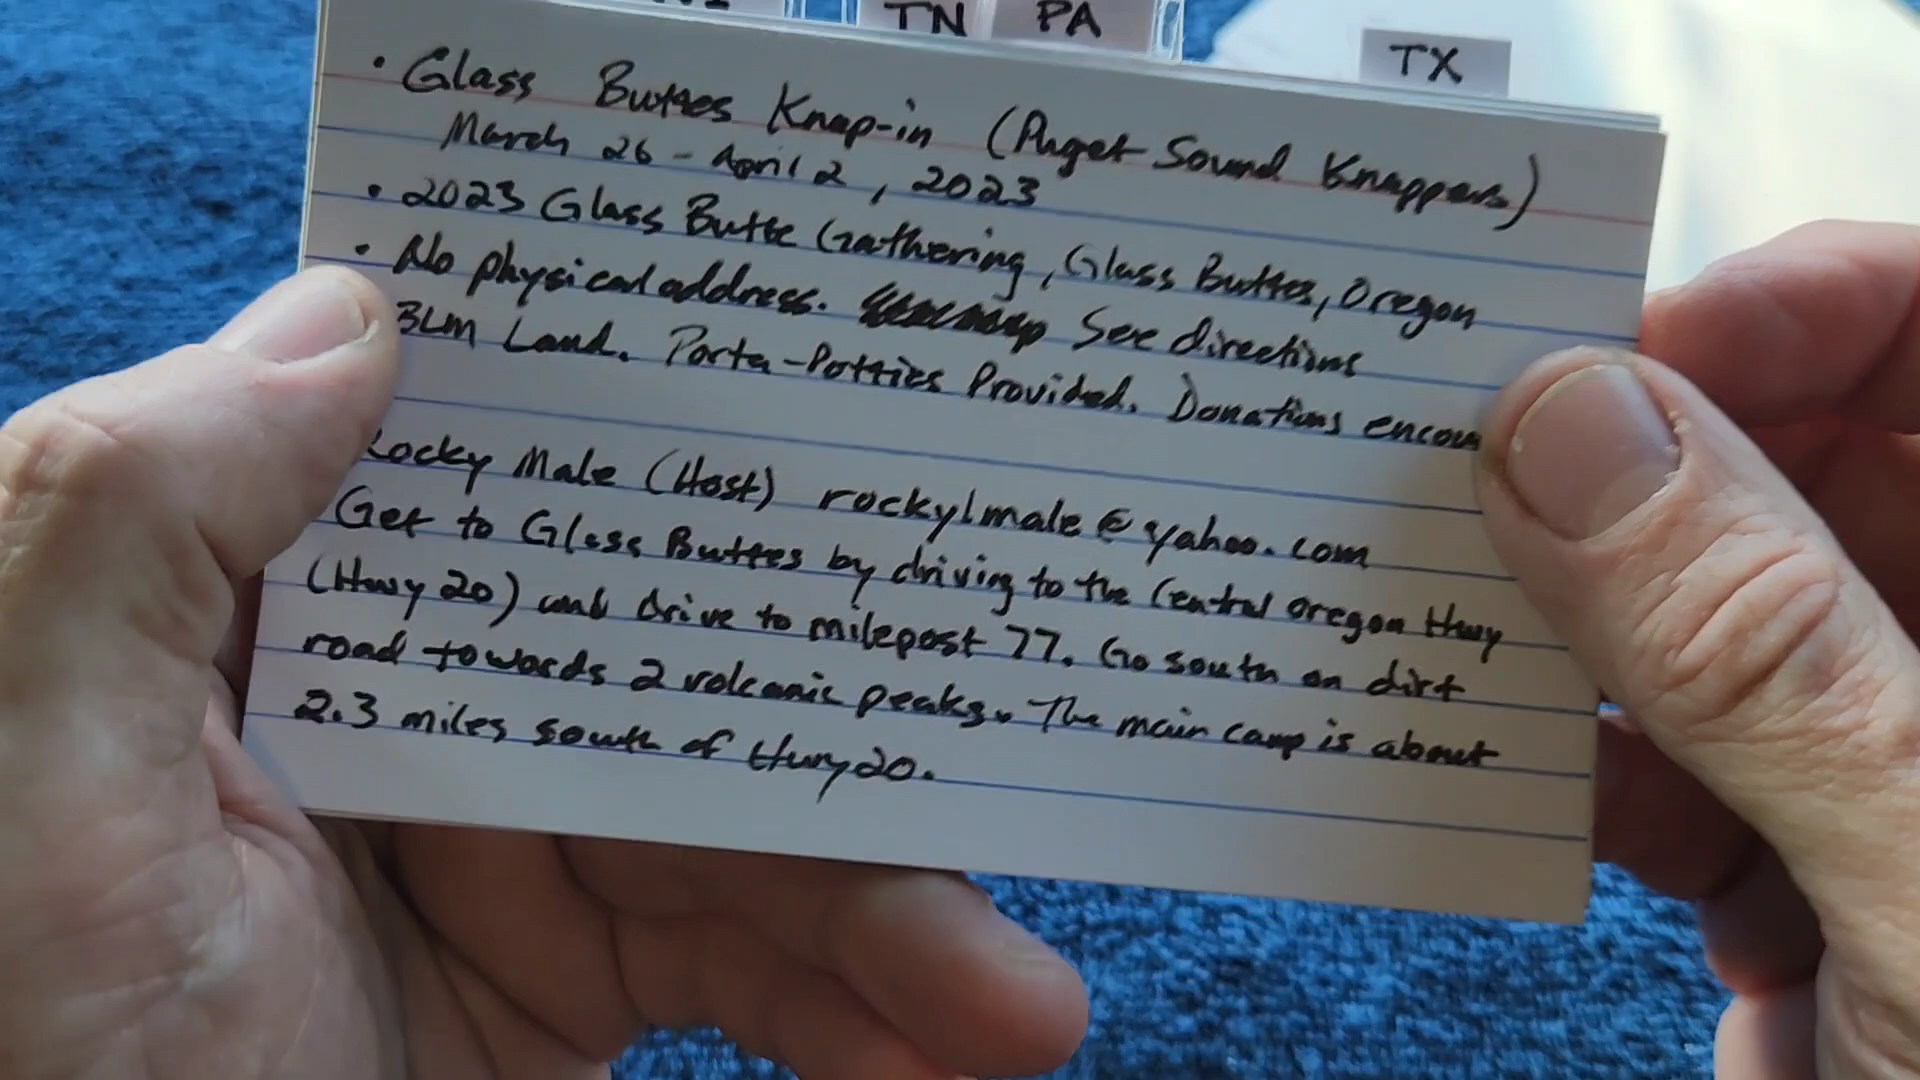 TN PA
TX
• Glass Buttes Knap-in (Puget Sound Knappers)
March 26 - April 2, 2023
• 2023 Glass Butte Gathering, Glass Buttes, Oregon
• No physical address. See directions
BLM Land. Porta-Potties Provided. Donations encou
Rocky Male (Host) rockylmale@yahoo.com
Get to Glass Buttes by driving to the Central Oregon Hwy
(Hwy 20) and drive to milepost 77. Go south on dirt
road towards 2 volcanic peaks. The main camp is about
2.3 miles south of Hwy 20.